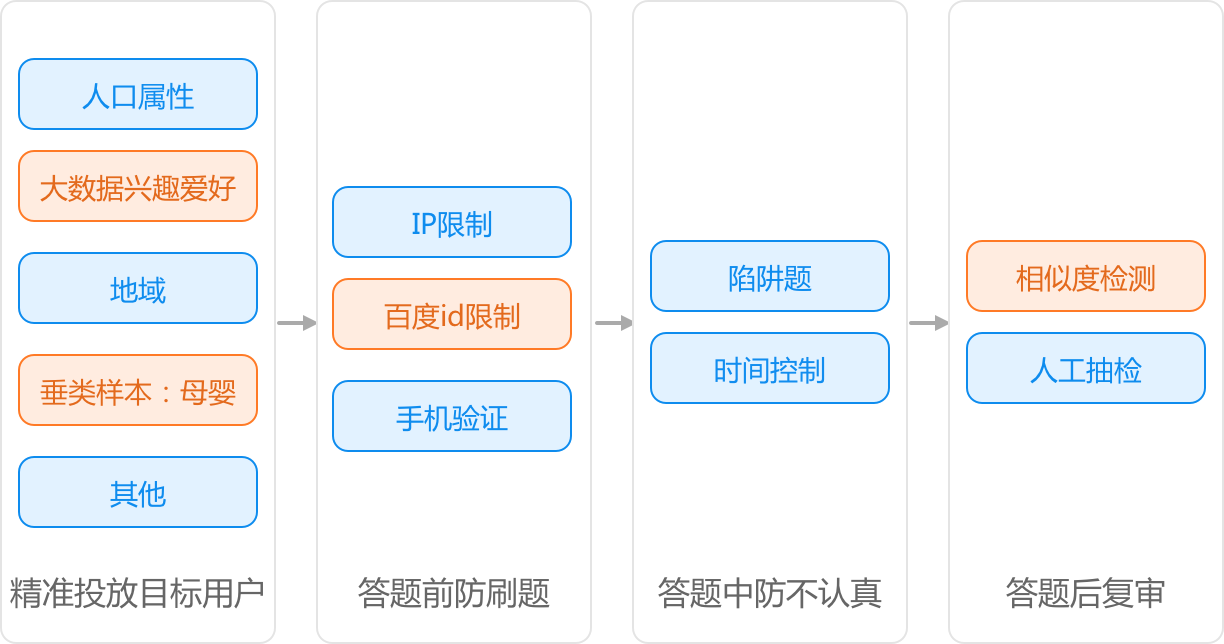 人口属性
大数据兴趣爱好
地域
垂类样本：母婴
其他
精准投放目标用户
IP限制
百度id限制
手机验证
答题前防刷题
陷阱题
时间控制
答题中防不认真
相似度检测
人工抽检
答题后复审